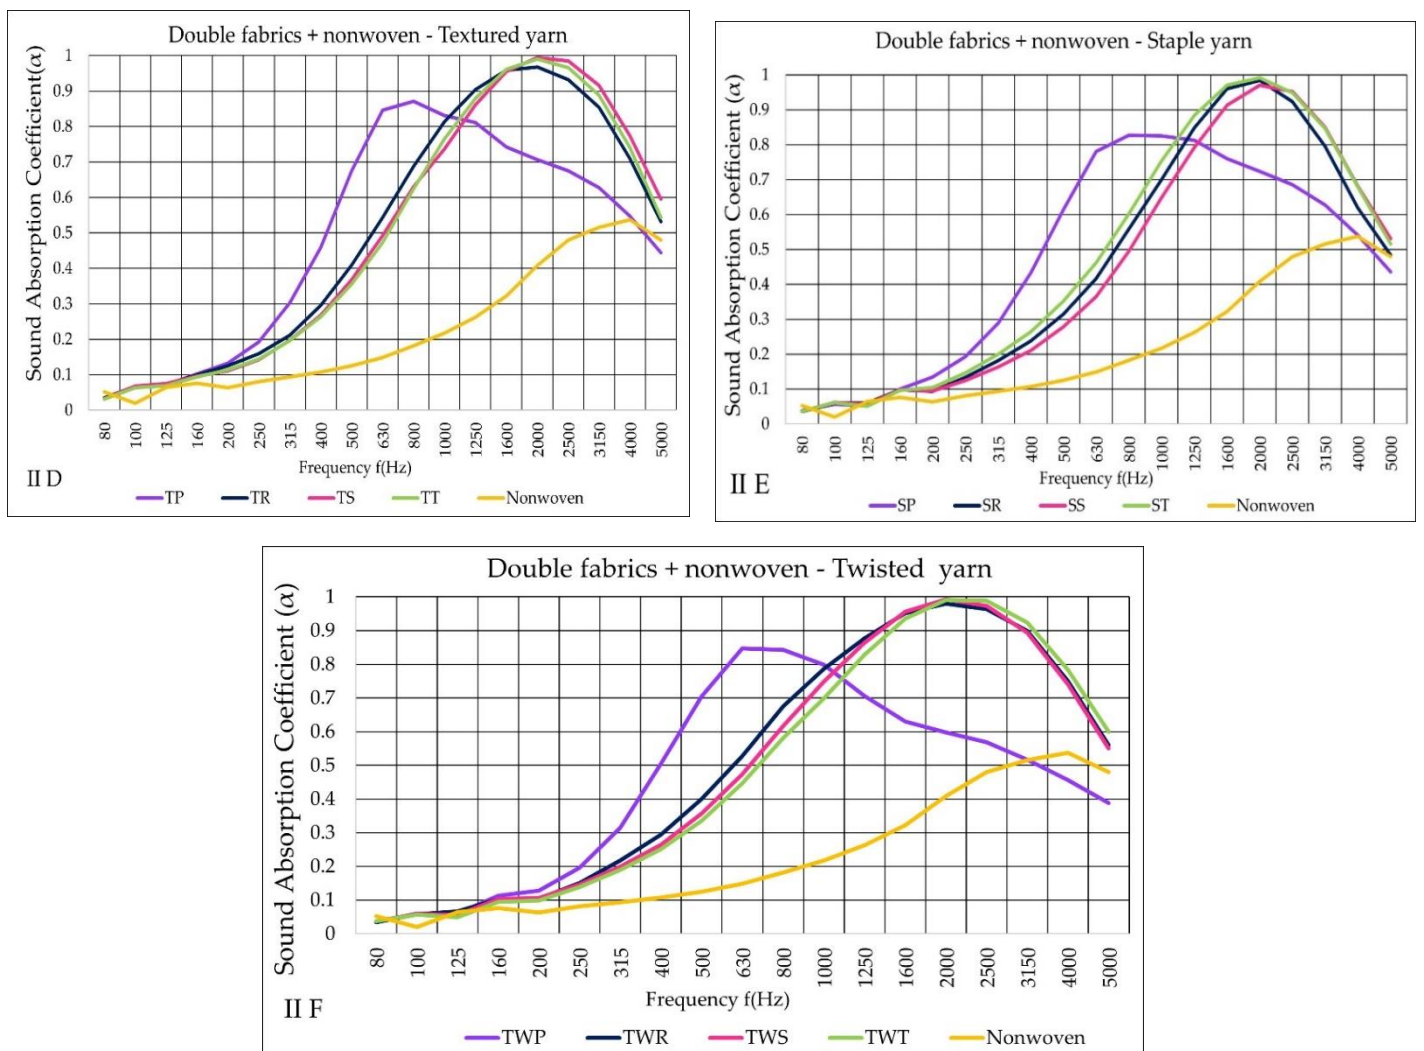 Double fabrics + nonwoven - Textured yarn
Sound Absorption Coefficient(α)
1
0.9
0.8
0.7
0.6
0.5
0.4
0.3
0.2
0.1
0
80 100 125 160 200 250 315 400 500 630 800 1000 1250 1600 2000 2500 3150 4000 5000
Frequency f(Hz)
II D
TP TR TS TT Nonwoven
Double fabrics + nonwoven - Staple yarn
Sound Absorption Coefficient (α)
1
0.9
0.8
0.7
0.6
0.5
0.4
0.3
0.2
0.1
0
80 100 125 160 200 250 315 400 500 630 800 1000 1250 1600 2000 2500 3150 4000 5000
Frequency f(Hz)
II E
SP SR SS ST Nonwoven
Double fabrics + nonwoven - Twisted yarn
Sound Absorption Coefficient (α)
1
0.9
0.8
0.7
0.6
0.5
0.4
0.3
0.2
0.1
0
80 100 125 160 200 250 315 400 500 630 800 1000 1250 1600 2000 2500 3150 4000 5000
Frequency f(Hz)
II F
TWP TWR TWS TWT Nonwoven